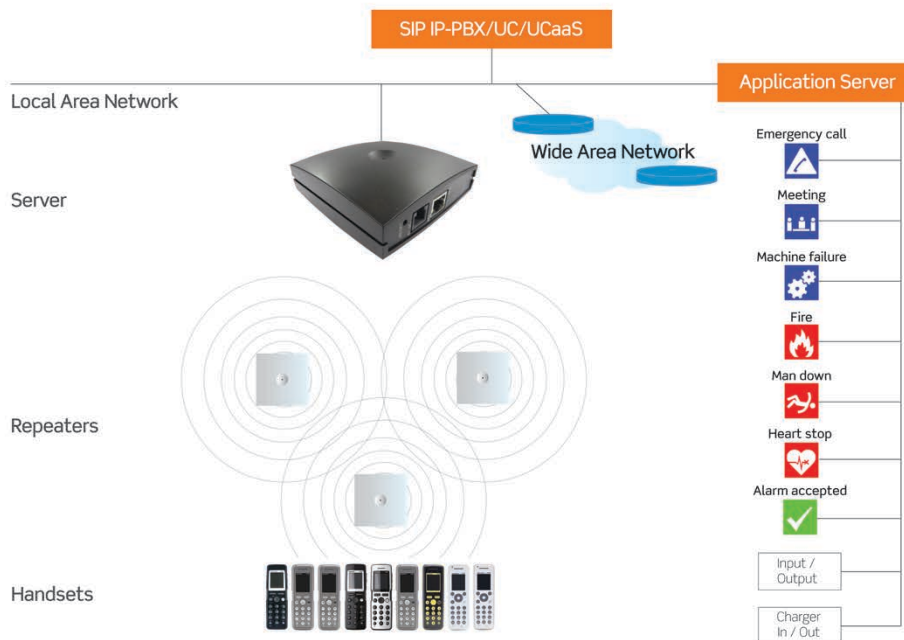 SIP IP-PBX/UC/UCaaS
Application Server
Local Area Network
Wide Area Network
Server
Emergency call
Meeting
Machine failure
Fire
Man down
Heart stop
Alarm accepted
Repeaters
Input /
Output
Handsets
Charger
In / Out